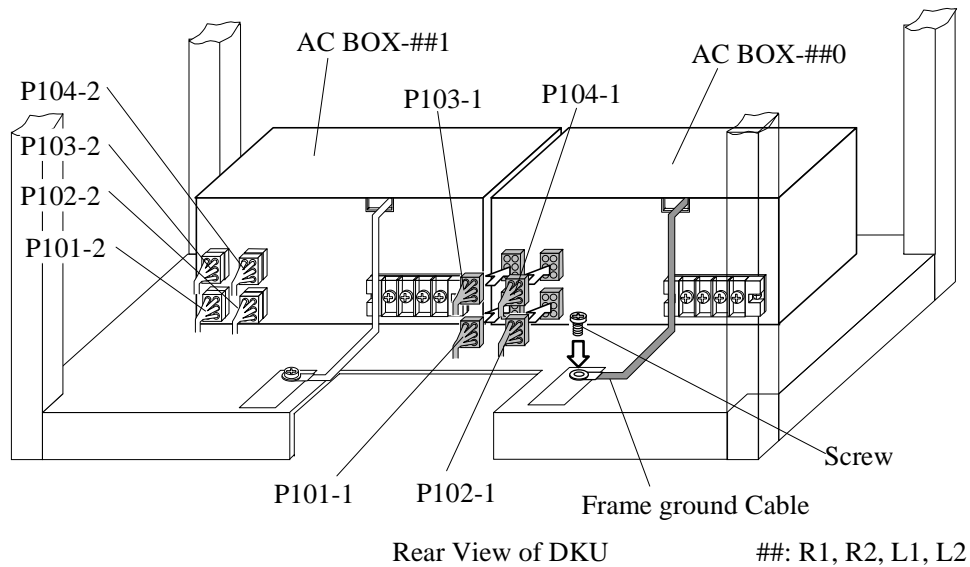 AC BOX-##1
AC BOX-##0
P104-2
P103-1
P104-1
P103-2
P102-2
P101-2
Screw
P101-1
P102-1
Frame ground Cable
Rear View of DKU
##: R1, R2, L1, L2